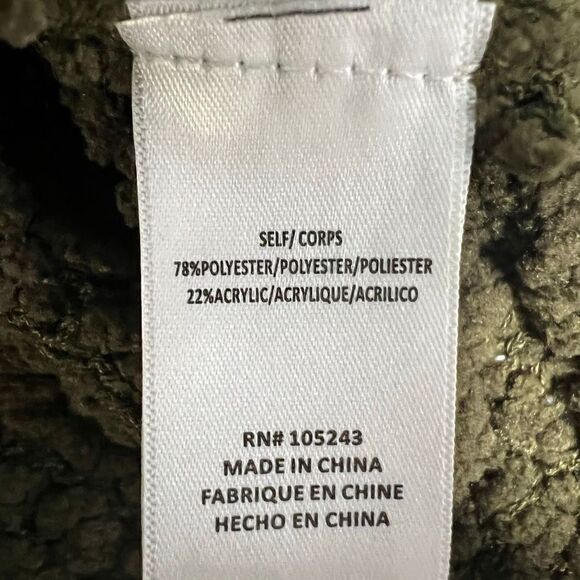 SELF/ CORPS
78%POLYESTER/POLYESTER/POLIESTER
22%ACRYLIC/ACRYLIQUE/ACRILICO
RN# 105243
MADE IN CHINA
FABRIQUE EN CHINE
HECHO EN CHINA